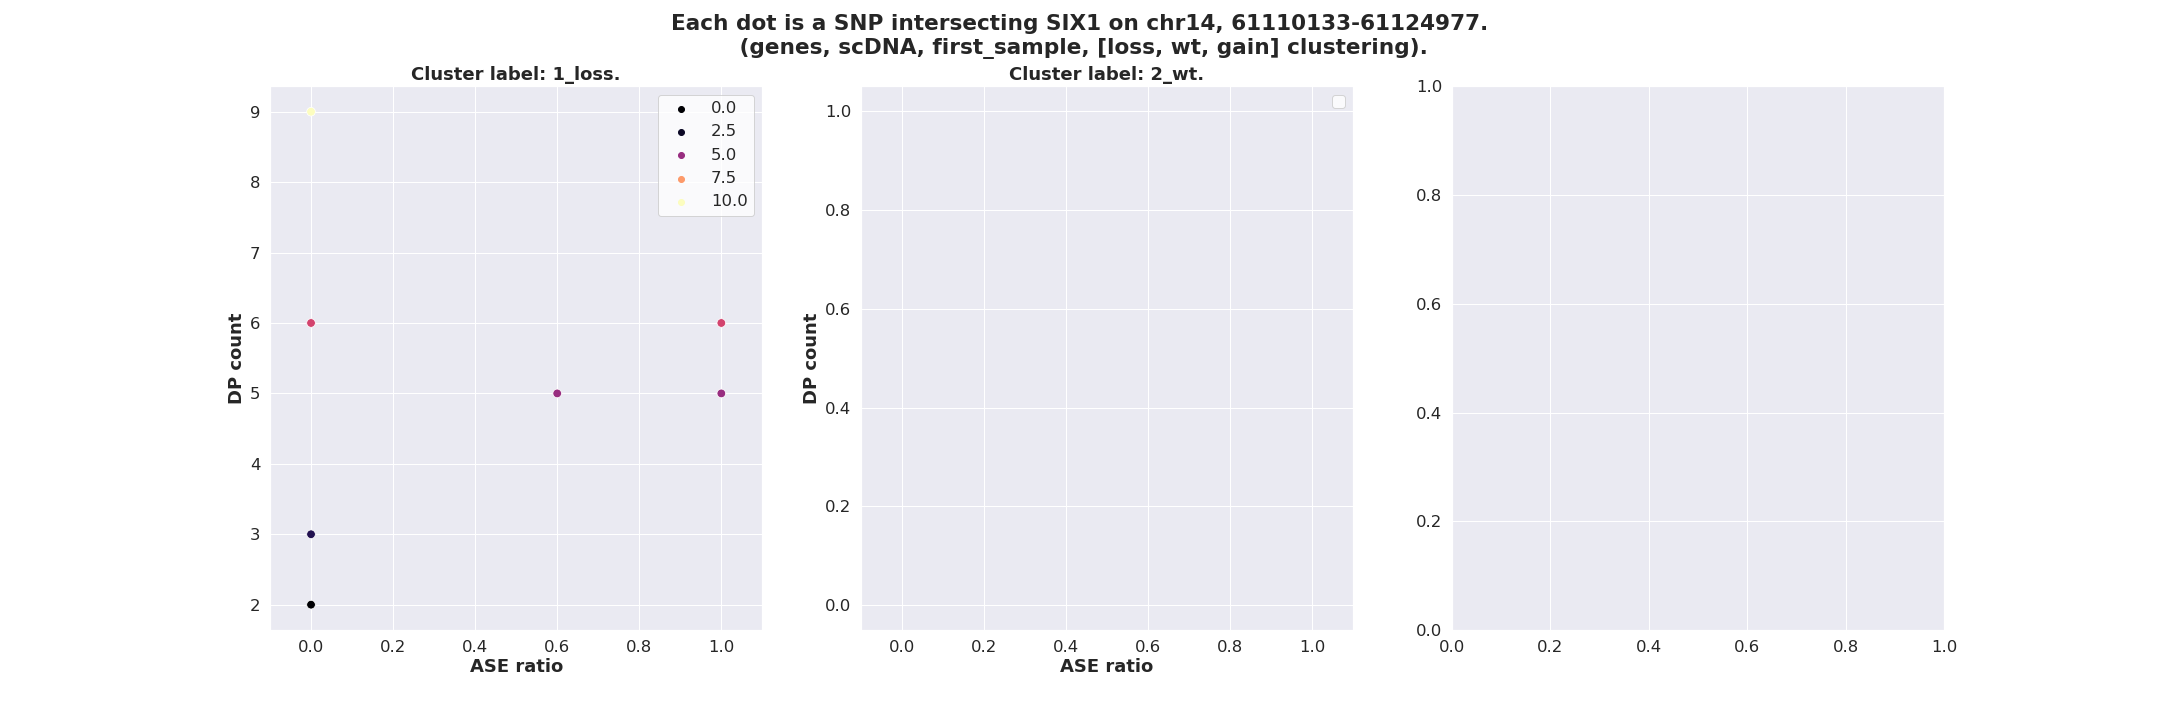 Each dot is a SNP intersecting SIX1 on chr14, 61110133-61124977.
(genes, scDNA, first_sample, [loss, wt, gain] clustering).
Cluster label: 1_loss.
9
8
7
6
5
4
3
2
DP count
0.0
2.5
5.0
7.5
10.0
0.0 0.2 0.4 0.6 0.8 1.0
ASE ratio
Cluster label: 2_wt.
1.0
0.8
0.6
0.4
0.2
0.0
DP count
0.0 0.2 0.4 0.6 0.8 1.0
ASE ratio
1.0
0.8
0.6
0.4
0.2
0.0
0.0 0.2 0.4 0.6 0.8 1.0